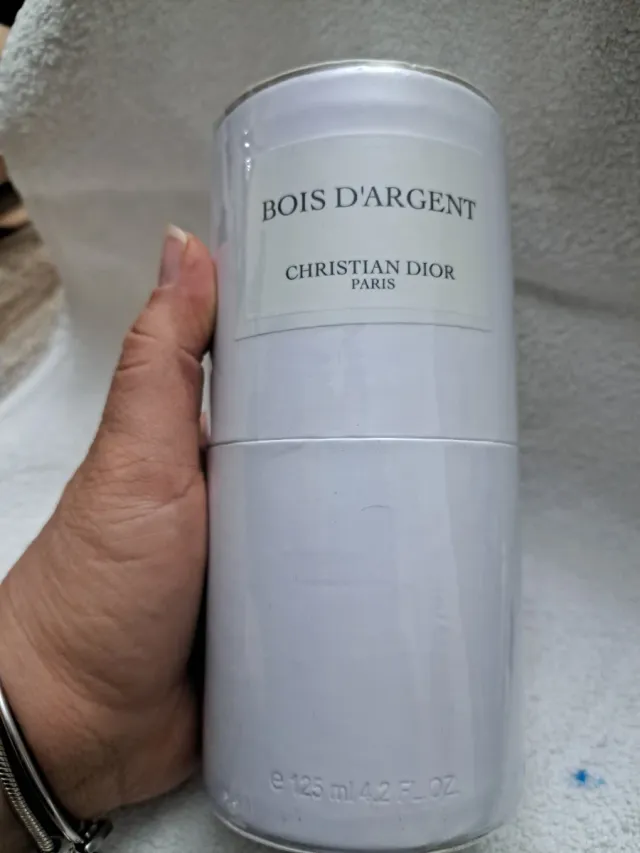 BOIS D'ARGENT
CHRISTIAN DIOR
PARIS
e 125 ml 4.2 FL. OZ.